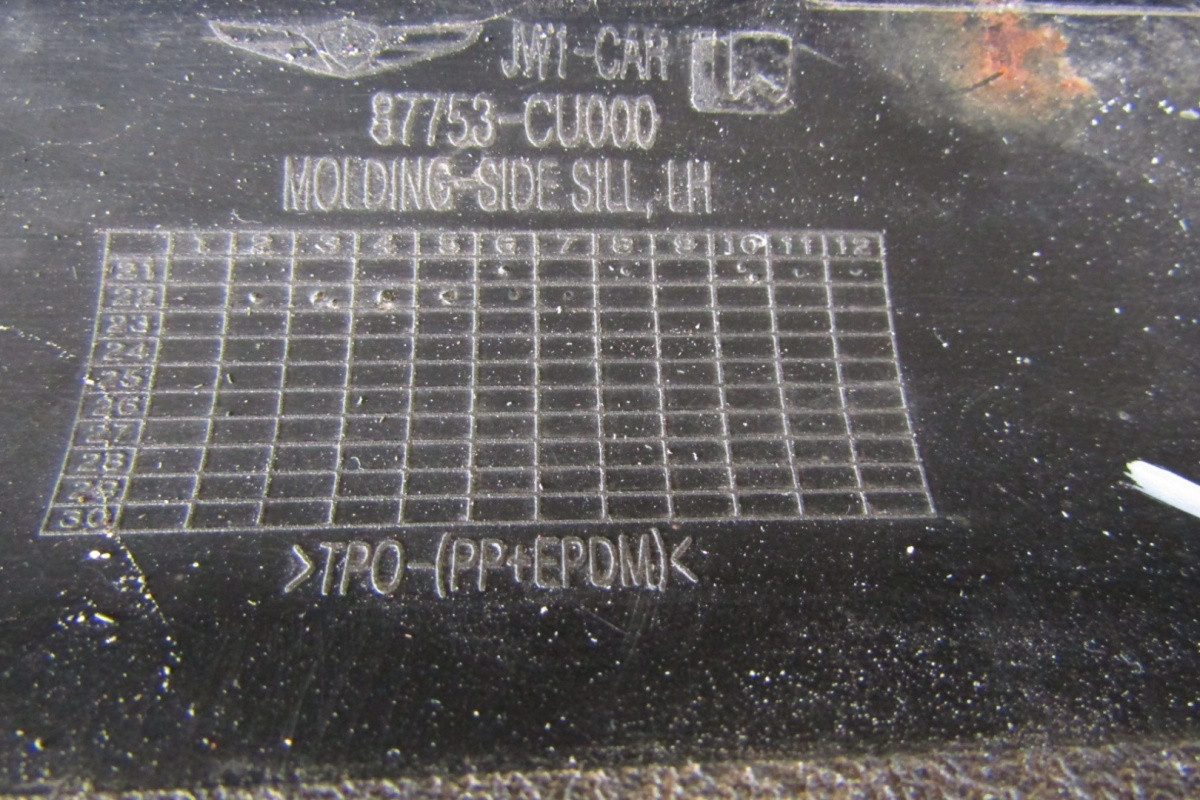 JW1-CAR
87753-CU000
MOLDING-SIDE SILL, LH
1 2 3 4 5 6 7 8 9 10 11 12
21
22
23
24
25
26
27
28
29
30
>TPO-(PP+EPDM)<